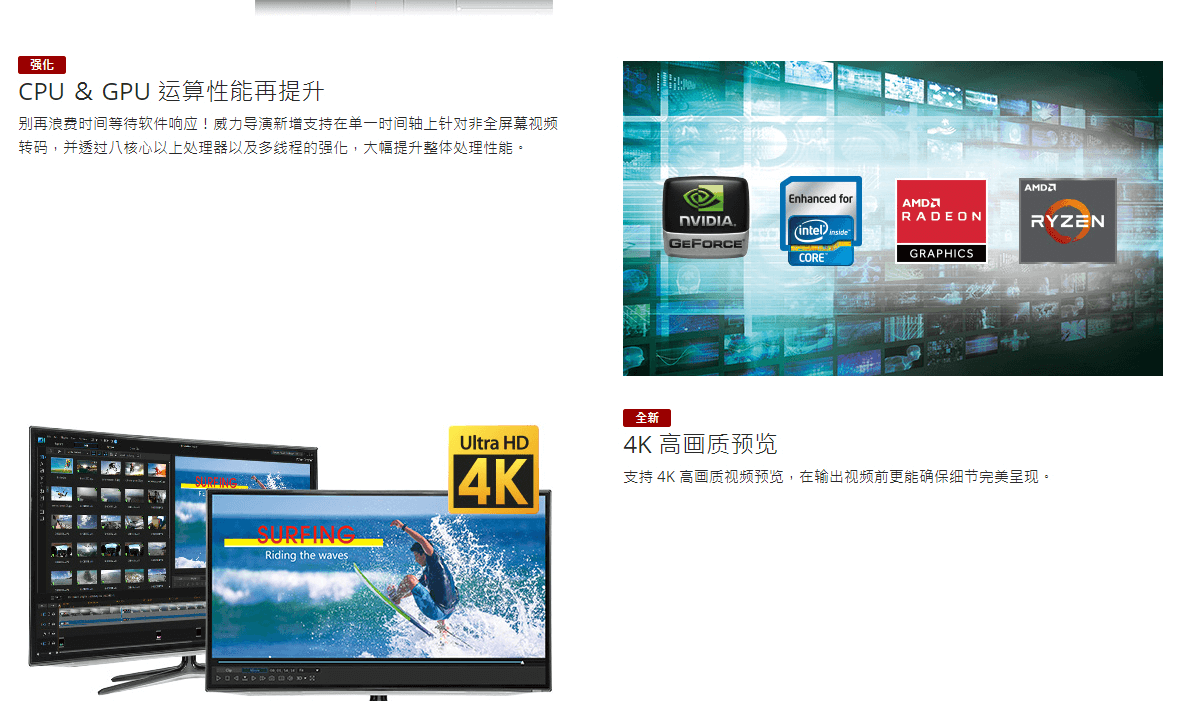 强化
CPU & GPU 运算性能再提升
别再浪费时间等待软件响应！威力导演新增支持在单一时间轴上针对非全屏幕视频
转码，并透过八核心以上处理器以及多线程的强化，大幅提升整体处理性能。
NVIDIA.
GEFORCE
Enhanced for
intel inside™
CORE™
AMD
RADEON
GRAPHICS
AMD
RYZEN
全新
4K 高画质预览
支持 4K 高画质视频预览，在输出视频前更能确保细节完美呈现。
Ultra HD
4K
SURFING
Riding the waves